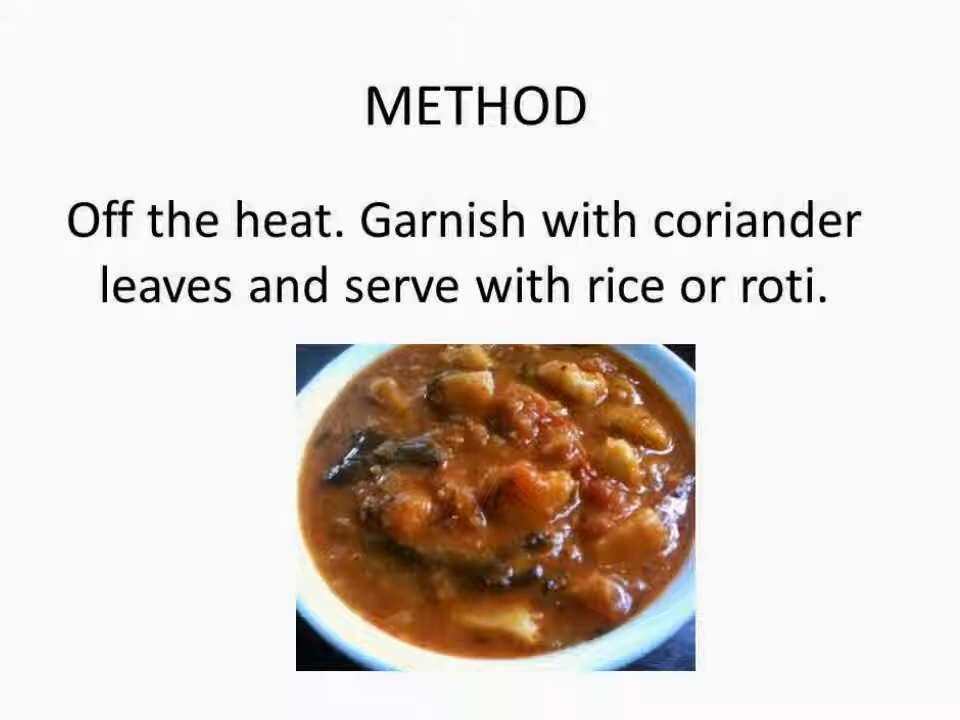 METHOD
Off the heat. Garnish with coriander
leaves and serve with rice or roti.